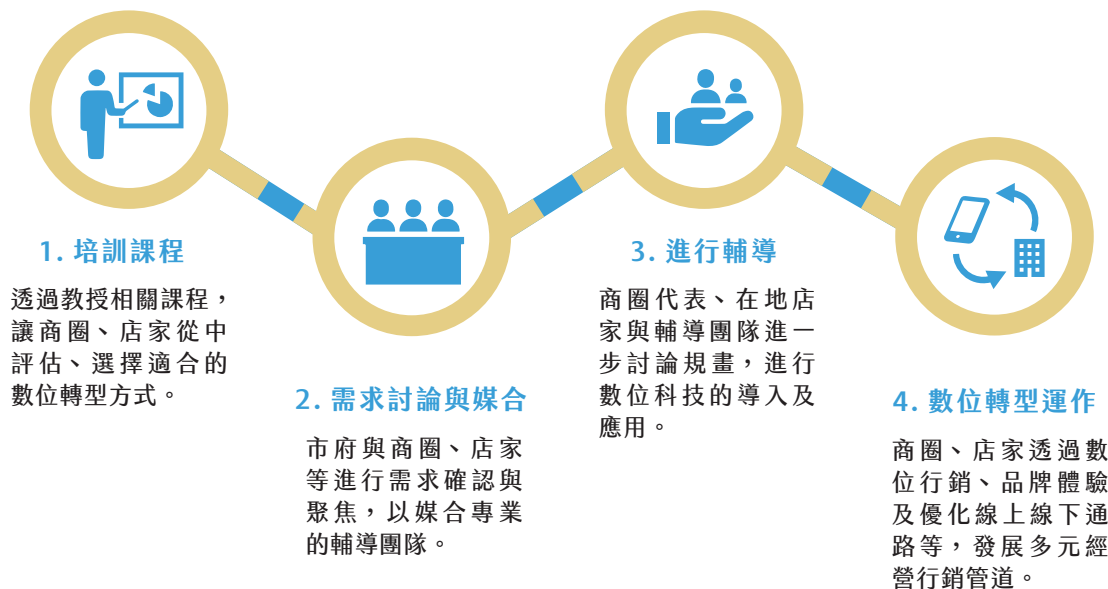 1. 培訓課程
透過教授相關課程，
讓商圈、店家從中
評估、選擇適合的
數位轉型方式。
2. 需求討論與媒合
市府與商圈、店家
等進行需求確認與
聚焦，以媒合專業
的輔導團隊。
3. 進行輔導
商圈代表、在地店
家與輔導團隊進一
步討論規畫，進行
數位科技的導入及
應用。
4. 數位轉型運作
商圈、店家透過數
位行銷、品牌體驗
及優化線上線下通
路等，發展多元經
營行銷管道。